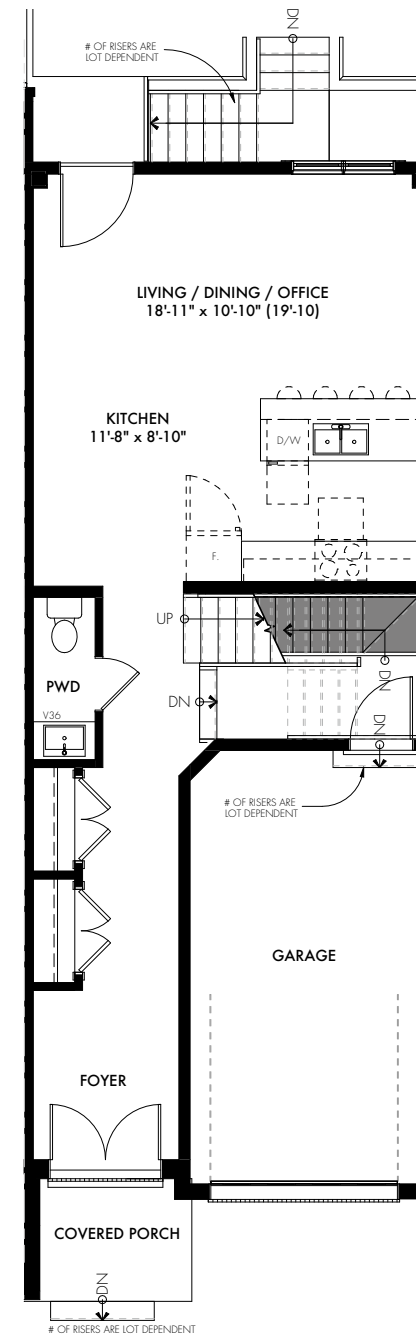 DN
# OF RISERS ARE
LOT DEPENDENT
LIVING / DINING / OFFICE
18'-11" x 10'-10" (19'-10)
KITCHEN
11'-8" x 8'-10"
D/W
F.
UP
PWD
DN
DN
V36
DN
# OF RISERS ARE
LOT DEPENDENT
GARAGE
FOYER
COVERED PORCH
DN
# OF RISERS ARE LOT DEPENDENT